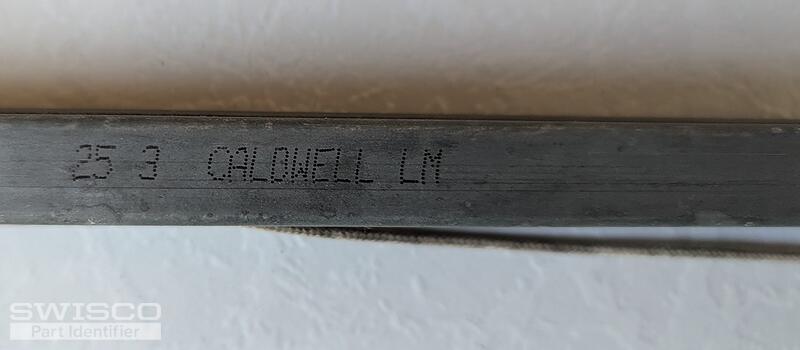 25 3 CALDWELL LM
SWISCO
Part Identifier